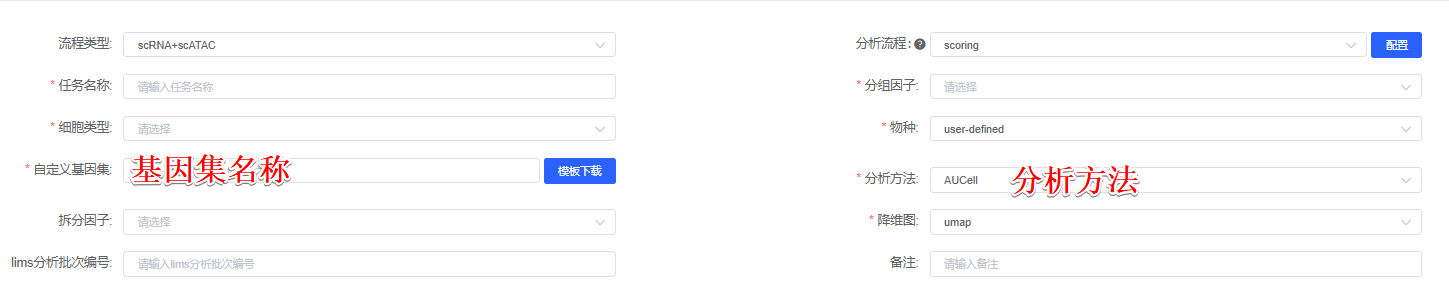 流程类型: scRNA+scATAC 分析流程: ? scoring 配置
* 任务名称: 请输入任务名称 * 分组因子: 请选择
* 细胞类型: 请选择 * 物种: user-defined
* 自定义基因集: 基因集名称 模板下载 * 分析方法: AUCell 分析方法
拆分因子: 请选择 * 降维图: umap
lims分析批次编号: 请输入lims分析批次编号 备注: 请输入备注